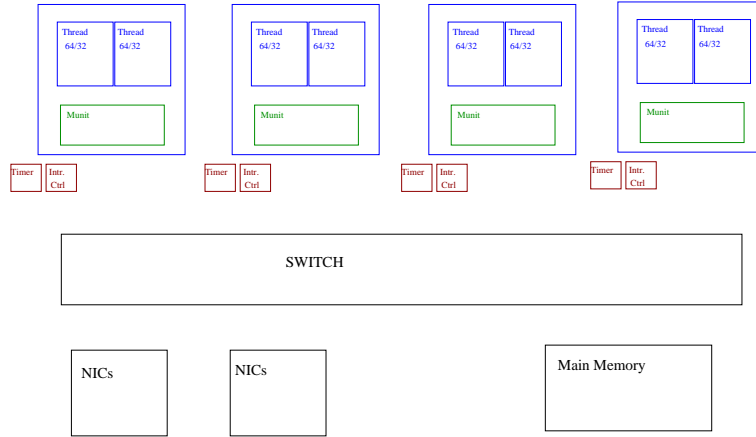 Thread
64/32
Thread
64/32
Munit
Timer
Intr.
Ctrl
Thread
64/32
Thread
64/32
Munit
Timer
Intr.
Ctrl
Thread
64/32
Thread
64/32
Munit
Timer
Intr.
Ctrl
Thread
64/32
Thread
64/32
Munit
Timer
Intr.
Ctrl
SWITCH
NICs
NICs
Main Memory